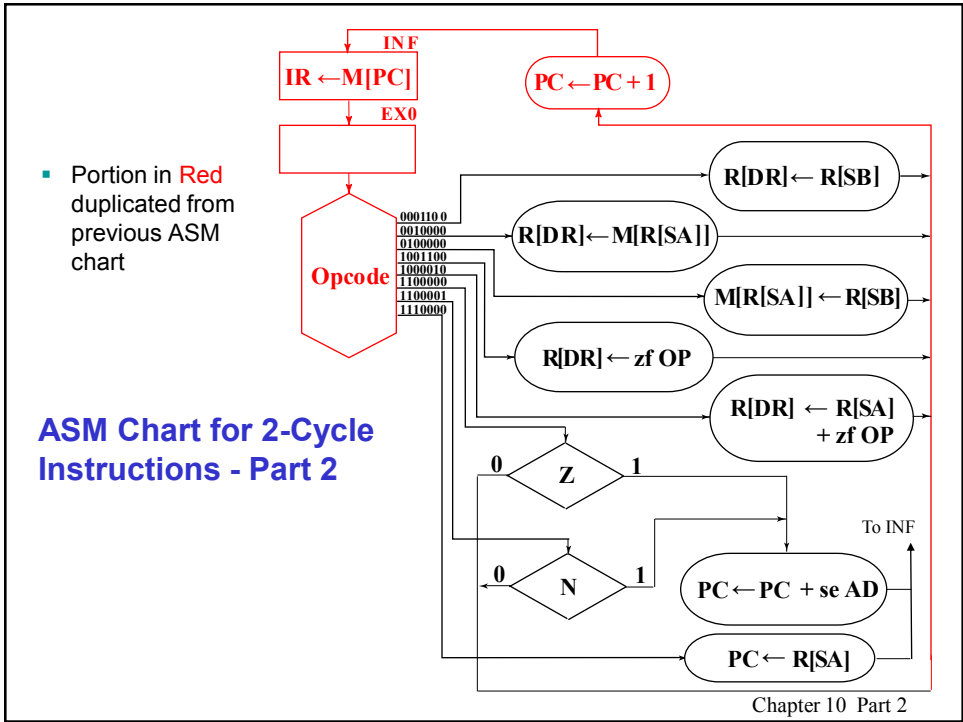 INF
IR ←M[PC]
PC ←PC + 1
EX0
▪ Portion in Red
duplicated from
previous ASM
chart
R[DR]← R[SB]
000110 0
0010000
0100000
1001100
1000010
1100000
1100001
1110000
Opcode
R[DR]← M[R[SA]]
M[R[SA]] ← R[SB]
R[DR] ← zf OP
R[DR] ← R[SA]
+ zf OP
ASM Chart for 2-Cycle
Instructions - Part 2
0
Z
1
To INF
0
N
1
PC ←PC + se AD
PC ← R[SA]
Chapter 10 Part 2